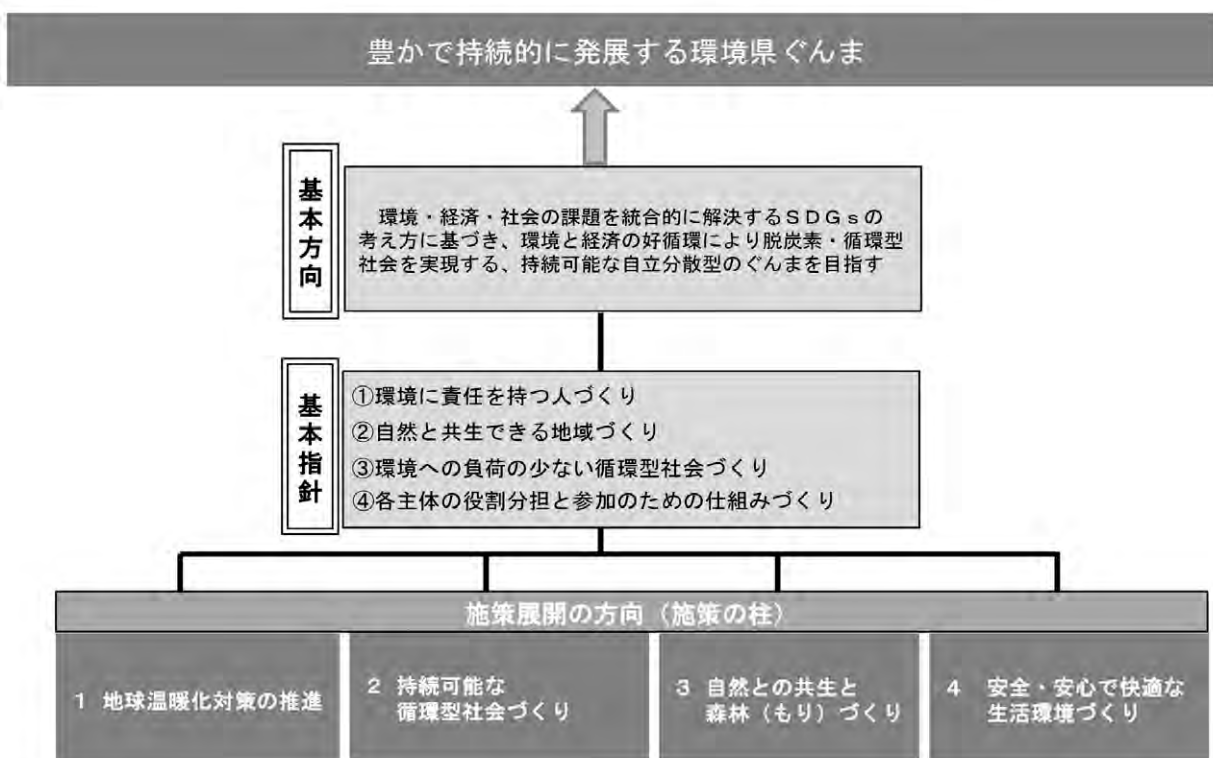 豊かで持続的に発展する環境県ぐんま
基本方向
環境・経済・社会の課題を統合的に解決するSDGsの
考え方に基づき、環境と経済の好循環により脱炭素・循環型
社会を実現する、持続可能な自立分散型のぐんまを目指す
基本指針
①環境に責任を持つ人づくり
②自然と共生できる地域づくり
③環境への負荷の少ない循環型社会づくり
④各主体の役割分担と参加のための仕組みづくり
施策展開の方向（施策の柱）
1 地球温暖化対策の推進
2 持続可能な
循環型社会づくり
3 自然との共生と
森林（もり）づくり
4 安全・安心で快適な
生活環境づくり